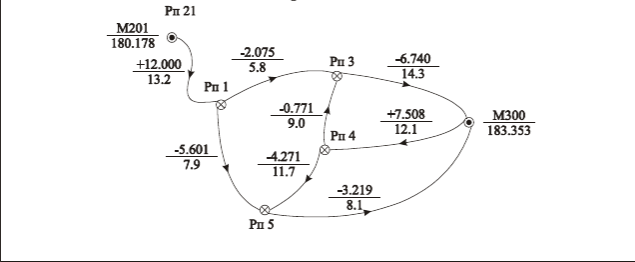 Рп 21
М201
180.178
+12.000
13.2
-2.075
5.8
Рп 3
-6.740
14.3
Рп 1
-0.771
9.0
+7.508
12.1
М300
183.353
Рп 4
-5.601
7.9
-4.271
11.7
-3.219
8.1
Рп 5